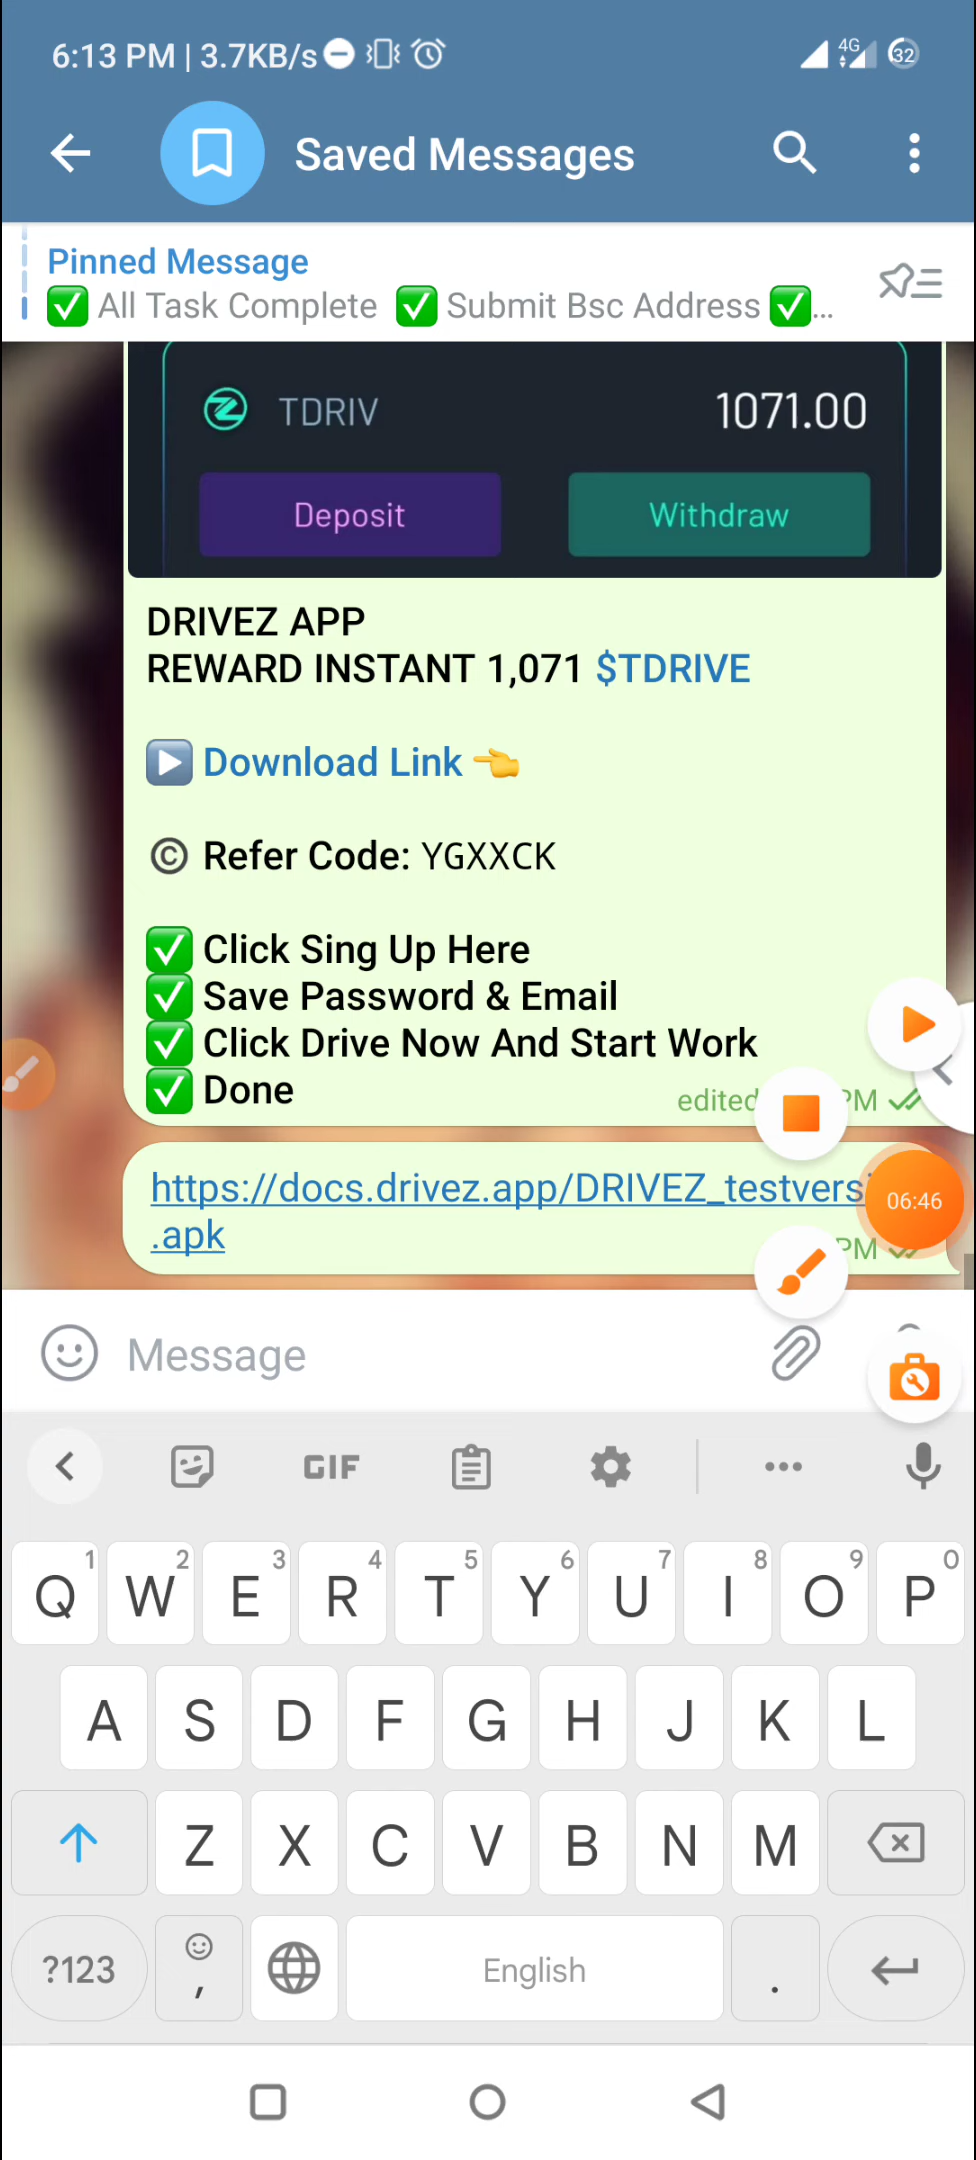 6:13 PM | 3.7KB/s
4G
32
Saved Messages
Pinned Message
✅ All Task Complete ✅ Submit Bsc Address ✅...
TDRIV 1071.00
Deposit Withdraw
DRIVEZ APP
REWARD INSTANT 1,071 $TDRIVE
▶️ Download Link 👈
©️ Refer Code: YGXXCK
✅ Click Sing Up Here
✅ Save Password & Email
✅ Click Drive Now And Start Work
✅ Done
edited PM
https://docs.drivez.app/DRIVEZ_testvers
.apk
06:46
PM
Message
GIF
1 2 3 4 5 6 7 8 9 0
Q W E R T Y U I O P
A S D F G H J K L
Z X C V B N M
?123 , English .